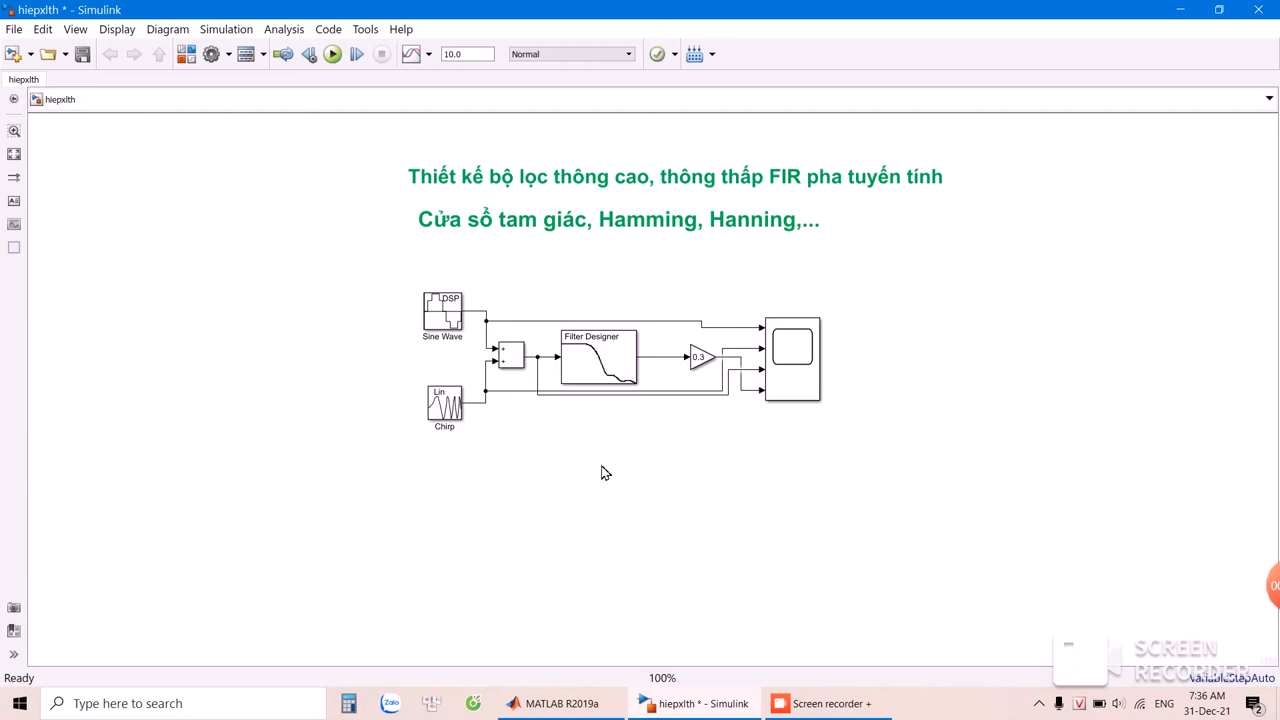 hiepxlth * - Simulink
File Edit View Display Diagram Simulation Analysis Code Tools Help
10.0 Normal
hiepxlth
hiepxlth
Thiết kế bộ lọc thông cao, thông thấp FIR pha tuyến tính
Cửa sổ tam giác, Hamming, Hanning,...
DSP
Sine Wave
Filter Designer
0.3
Lin
Chirp
SCREEN
RECORDER
Ready 100% VariableStepAuto
Type here to search MATLAB R2019a hiepxlth * - Simulink Screen recorder + V ENG 7:36 AM
31-Dec-21 2